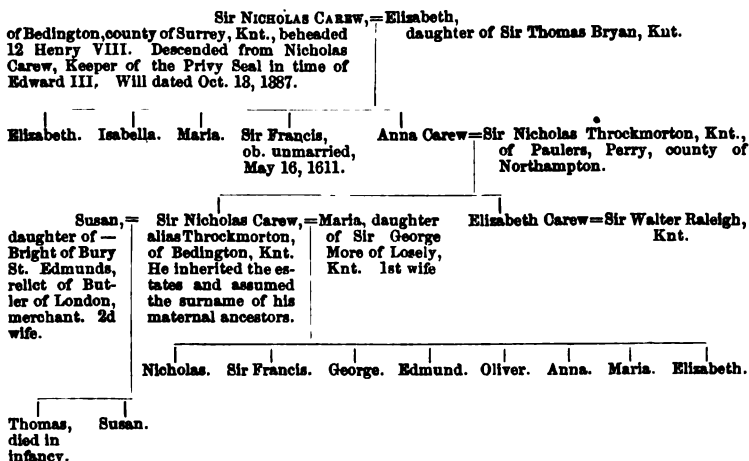 Sir NICHOLAS CAREW,=Elizabeth,
of Bedington, county of Surrey, Knt., beheaded
12 Henry VIII. Descended from Nicholas
Carew, Keeper of the Privy Seal in time of
Edward III. Will dated Oct. 13, 1887.
daughter of Sir Thomas Bryan, Knt.
Elizabeth. Isabella. Maria. Sir Francis,
ob. unmarried,
May 16, 1611.
Anna Carew=Sir Nicholas Throckmorton, Knt.,
of Paulers, Perry, county of
Northampton.
Susan,=
daughter of —
Bright of Bury
St. Edmunds,
relict of But-
ler of London,
merchant. 2d
wife.
Sir Nicholas Carew,=Maria, daughter
alias Throckmorton,
of Bedington, Knt.
He inherited the es-
tates and assumed
the surname of his
maternal ancestors.
of Sir George
More of Losely,
Knt. 1st wife
Elizabeth Carew=Sir Walter Raleigh,
Knt.
Nicholas. Sir Francis. George. Edmund. Oliver. Anna. Maria. Elizabeth.
Thomas,
died in
infancy.
Susan.